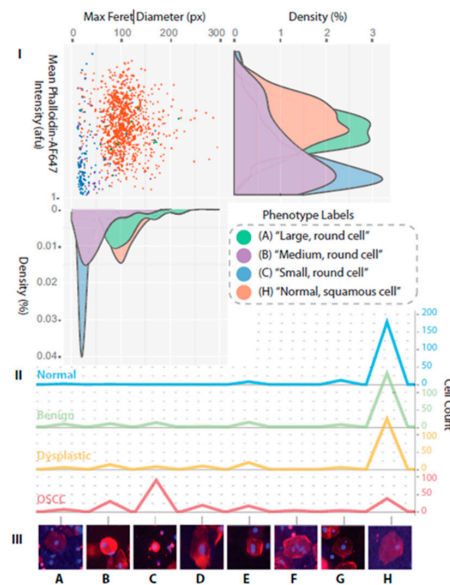 Max Feret Diameter (px)
Density (%)
0 100 200 300
0 1 2 3
I
Mean Phalloidin-AF647
Intensity (afu)
1
0
0.01
0.02
0.03
0.04
Density (%)
Phenotype Labels
(A) "Large, round cell"
(B) "Medium, round cell"
(C) "Small, round cell"
(H) "Normal, squamous cell"
II
Normal
200
150
100
50
0
Benign
100
50
0
Dysplastic
100
50
0
OSCC
100
50
0
Cell Count
III
A B C D E F G H